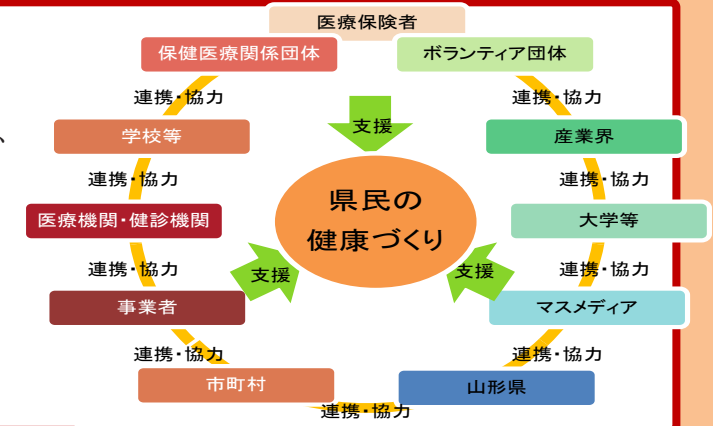 医療保険者
保健医療関係団体
ボランティア団体
連携・協力
連携・協力
支援
、
学校等
産業界
連携・協力
連携・協力
県民の
健康づくり
医療機関・健診機関
大学等
連携・協力
連携・協力
支援
支援
事業者
マスメディア
連携・協力
連携・協力
市町村
山形県
連携・協力